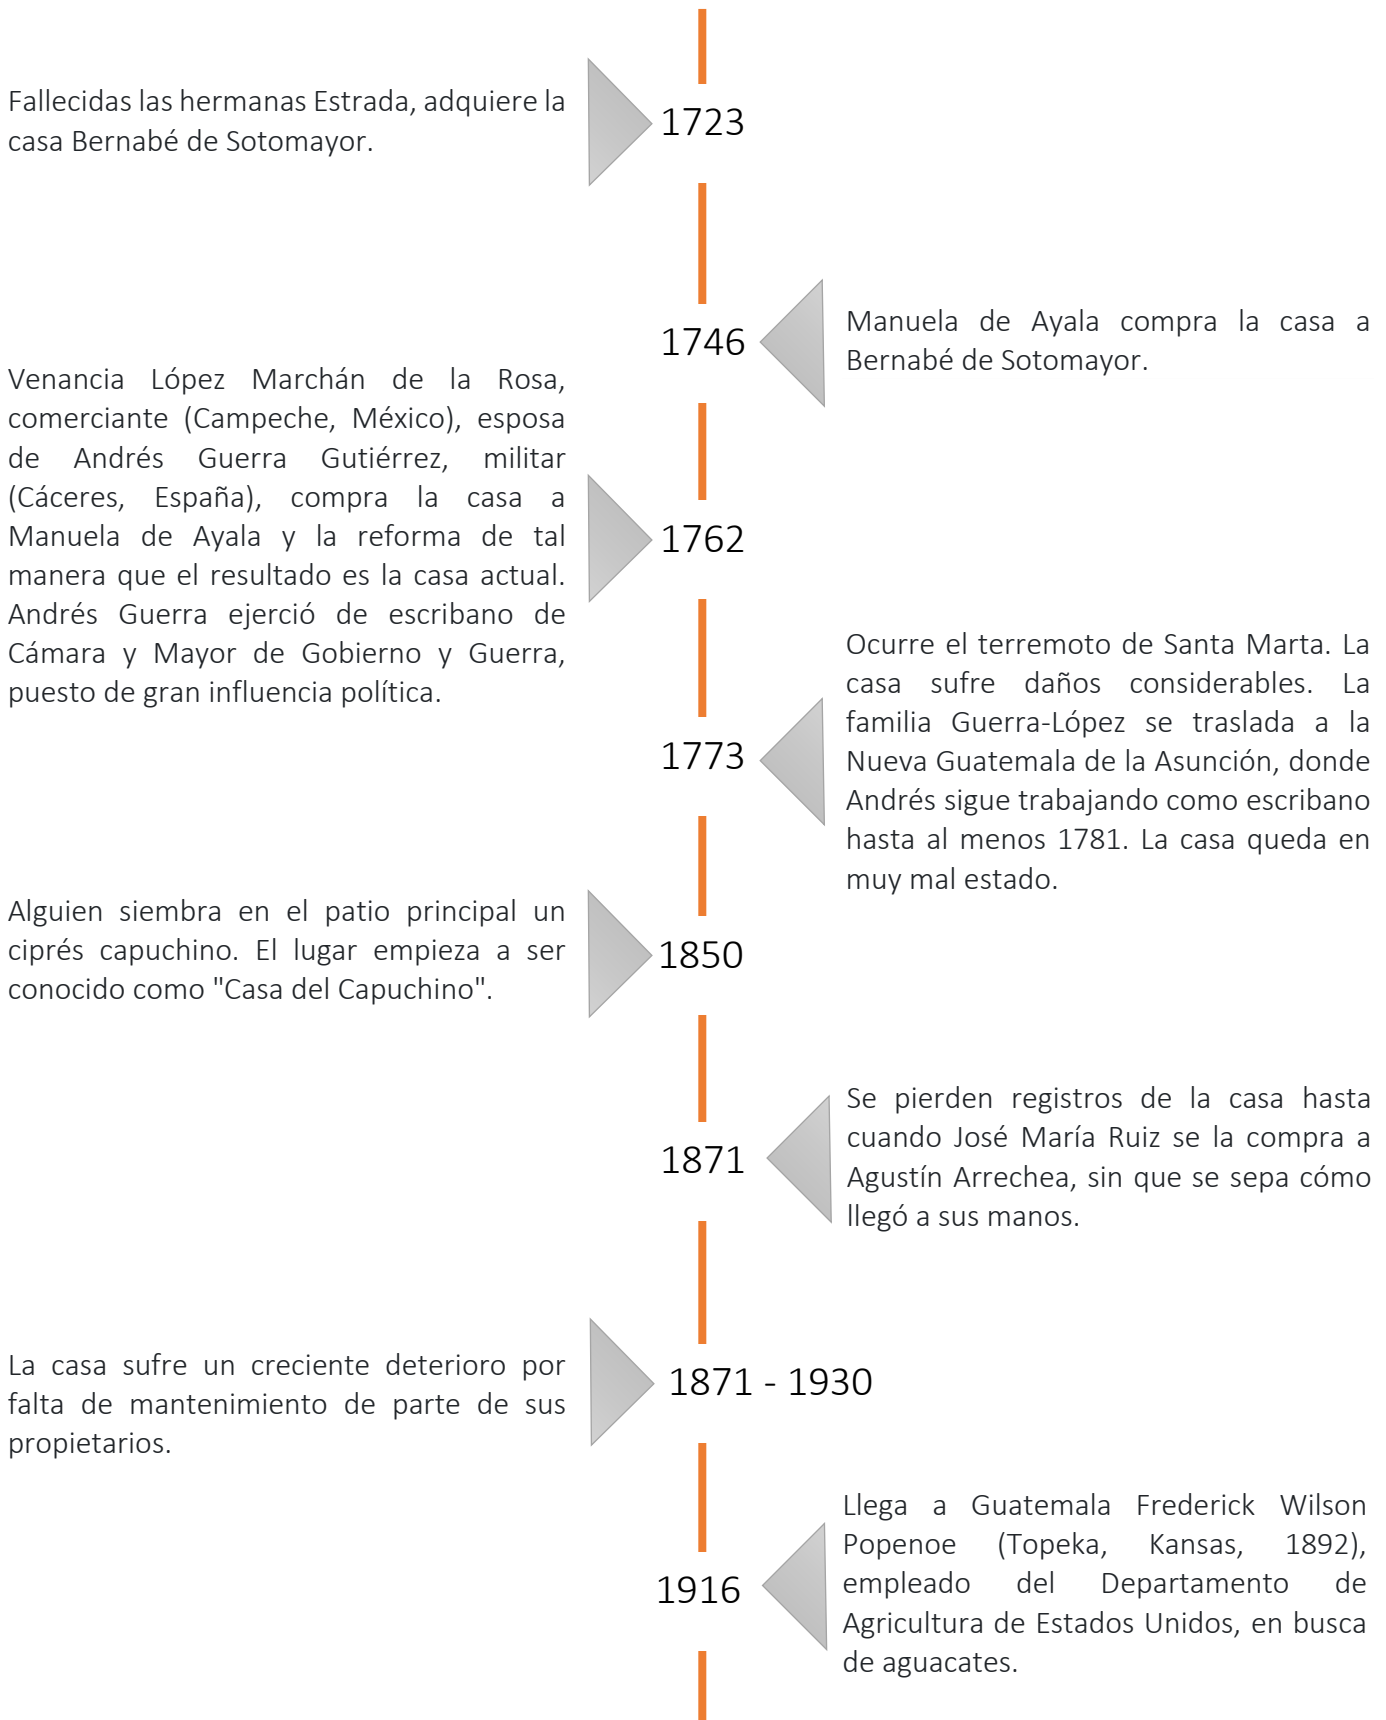 Fallecidas las hermanas Estrada, adquiere la
casa Bernabé de Sotomayor.
1723
1746
Manuela de Ayala compra la casa a
Bernabé de Sotomayor.
Venancia López Marchán de la Rosa,
comerciante (Campeche, México), esposa
de Andrés Guerra Gutiérrez, militar
(Cáceres, España), compra la casa a
Manuela de Ayala y la reforma de tal
manera que el resultado es la casa actual.
Andrés Guerra ejerció de escribano de
Cámara y Mayor de Gobierno y Guerra,
puesto de gran influencia política.
1762
1773
Ocurre el terremoto de Santa Marta. La
casa sufre daños considerables. La
familia Guerra-López se traslada a la
Nueva Guatemala de la Asunción, donde
Andrés sigue trabajando como escribano
hasta al menos 1781. La casa queda en
muy mal estado.
Alguien siembra en el patio principal un
ciprés capuchino. El lugar empieza a ser
conocido como "Casa del Capuchino".
1850
1871
Se pierden registros de la casa hasta
cuando José María Ruiz se la compra a
Agustín Arrechea, sin que se sepa cómo
llegó a sus manos.
La casa sufre un creciente deterioro por
falta de mantenimiento de parte de sus
propietarios.
1871 - 1930
1916
Llega a Guatemala Frederick Wilson
Popenoe (Topeka, Kansas, 1892),
empleado del Departamento de
Agricultura de Estados Unidos, en busca
de aguacates.